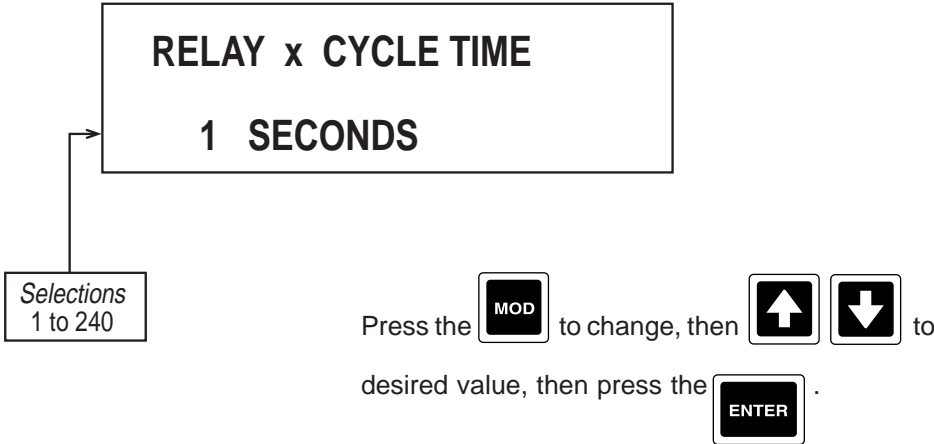 RELAY x CYCLE TIME
1 SECONDS
Selections
1 to 240
Press the MOD to change, then to
desired value, then press the ENTER .